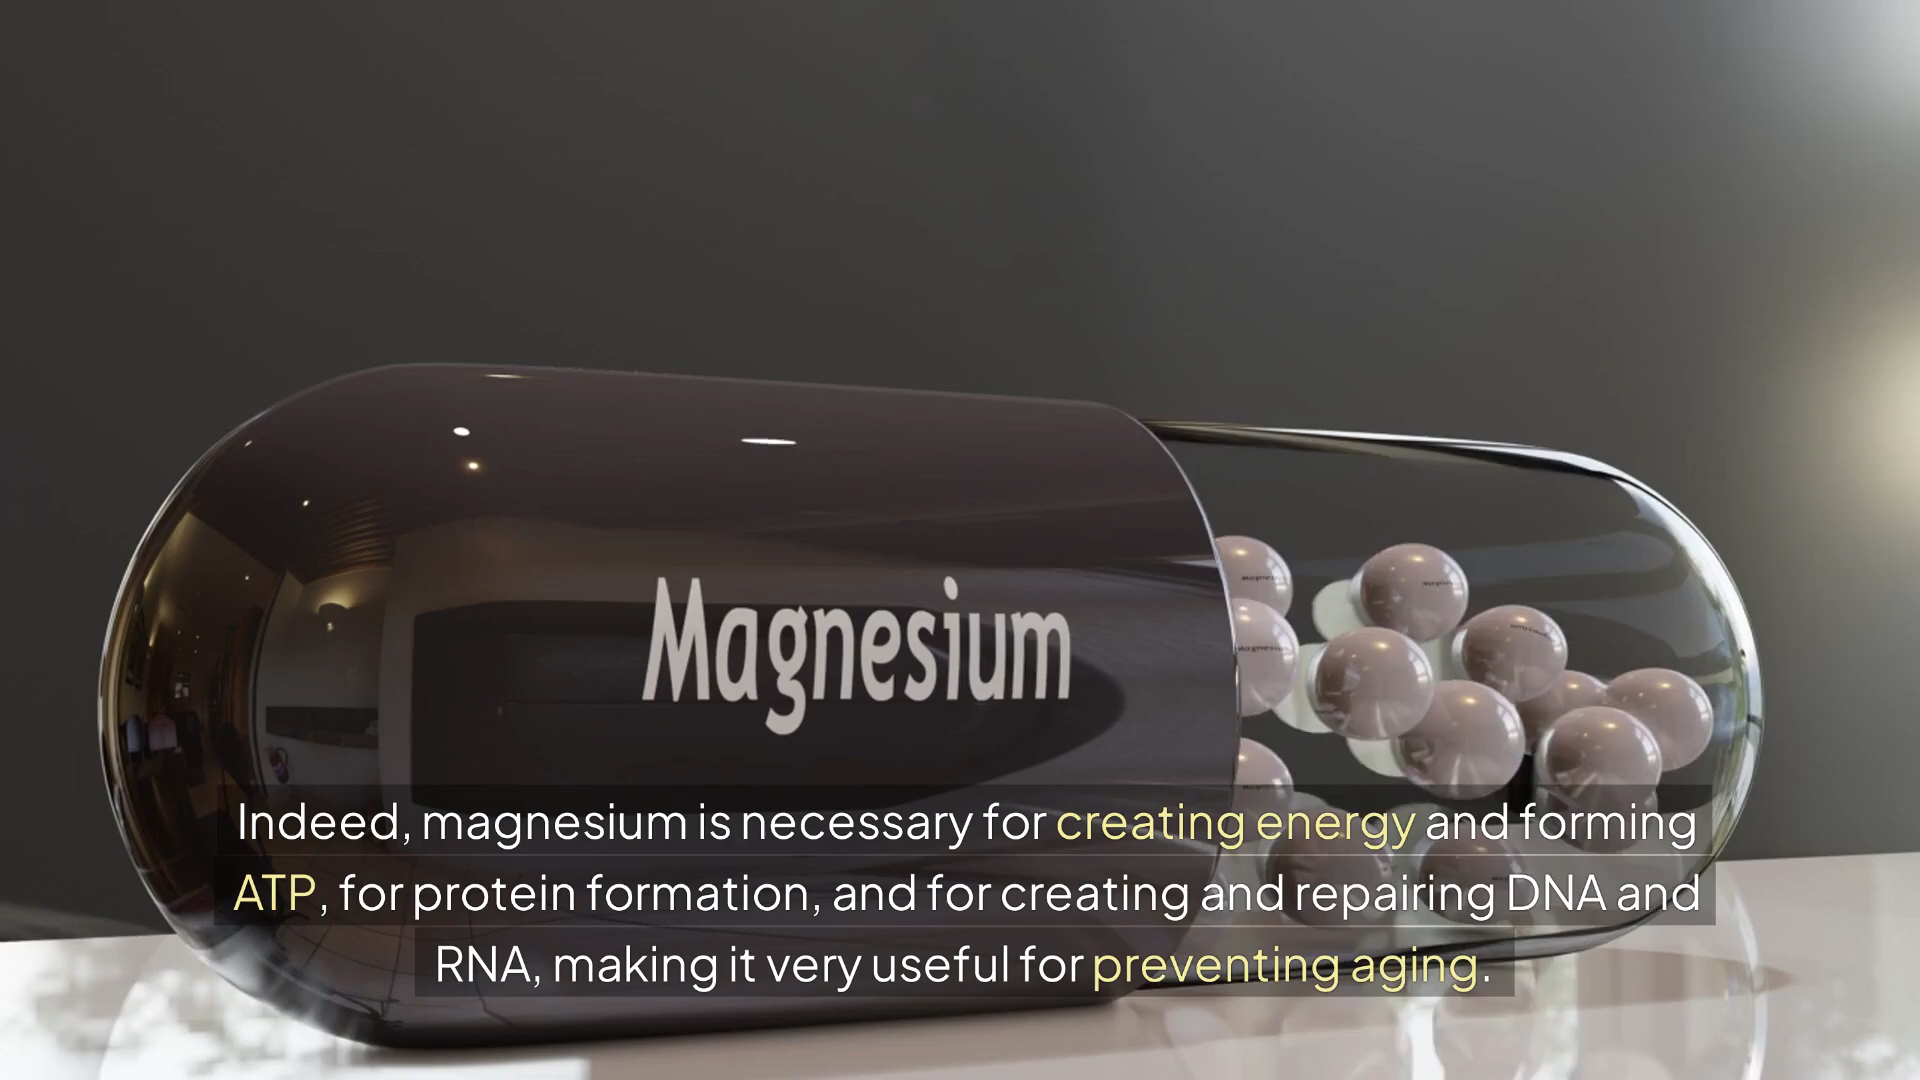 Magnesium
Indeed, magnesium is necessary for creating energy and forming
ATP, for protein formation, and for creating and repairing DNA and
RNA, making it very useful for preventing aging.